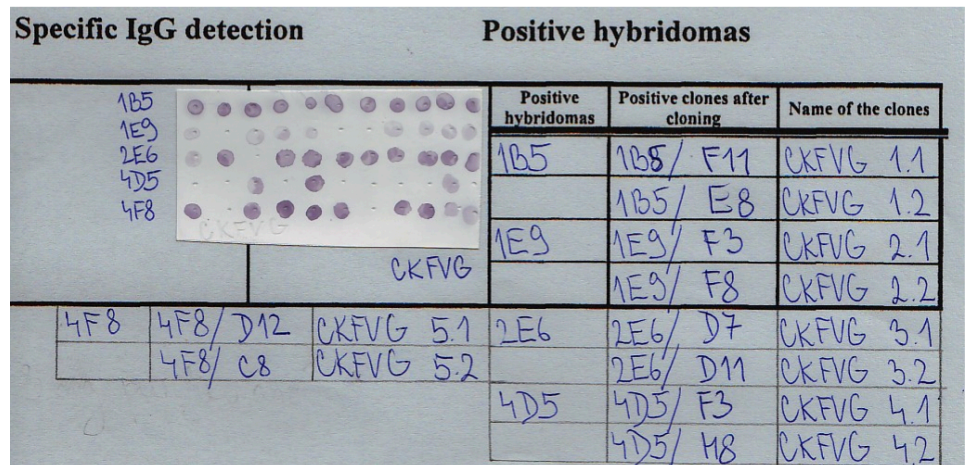 Specific IgG detection
Positive hybridomas
1B5
1E9
2E6
4D5
4F8
CKFVG
CKFVG
Positive hybridomas | Positive clones after cloning | Name of the clones
1B5 | 1B5/ F11 | CKFVG 1.1
1B5/ E8 | CKFVG 1.2
1E9 | 1E9/ F3 | CKFVG 2.1
1E9/ F8 | CKFVG 2.2
2E6 | 2E6/ D7 | CKFVG 3.1
2E6/ D11 | CKFVG 3.2
4D5 | 4D5/ F3 | CKFVG 4.1
4D5/ H8 | CKFVG 4.2
4F8 | 4F8/ D12 | CKFVG 5.1
4F8/ C8 | CKFVG 5.2